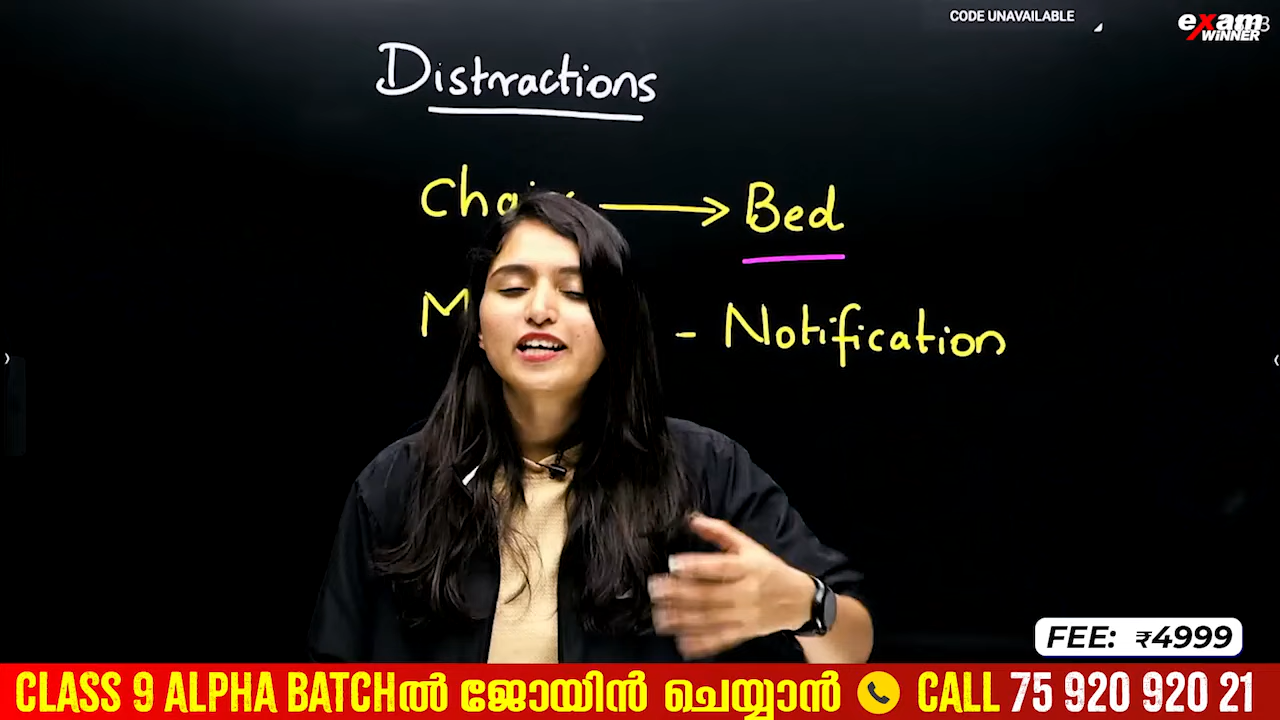 CODE UNAVAILABLE
exam
WINNER
Distractions
→ Bed
- Notification
FEE: ₹4999
CLASS 9 ALPHA BATCHൽ ജോയിൻ ചെയ്യാൻ CALL 75 920 920 21